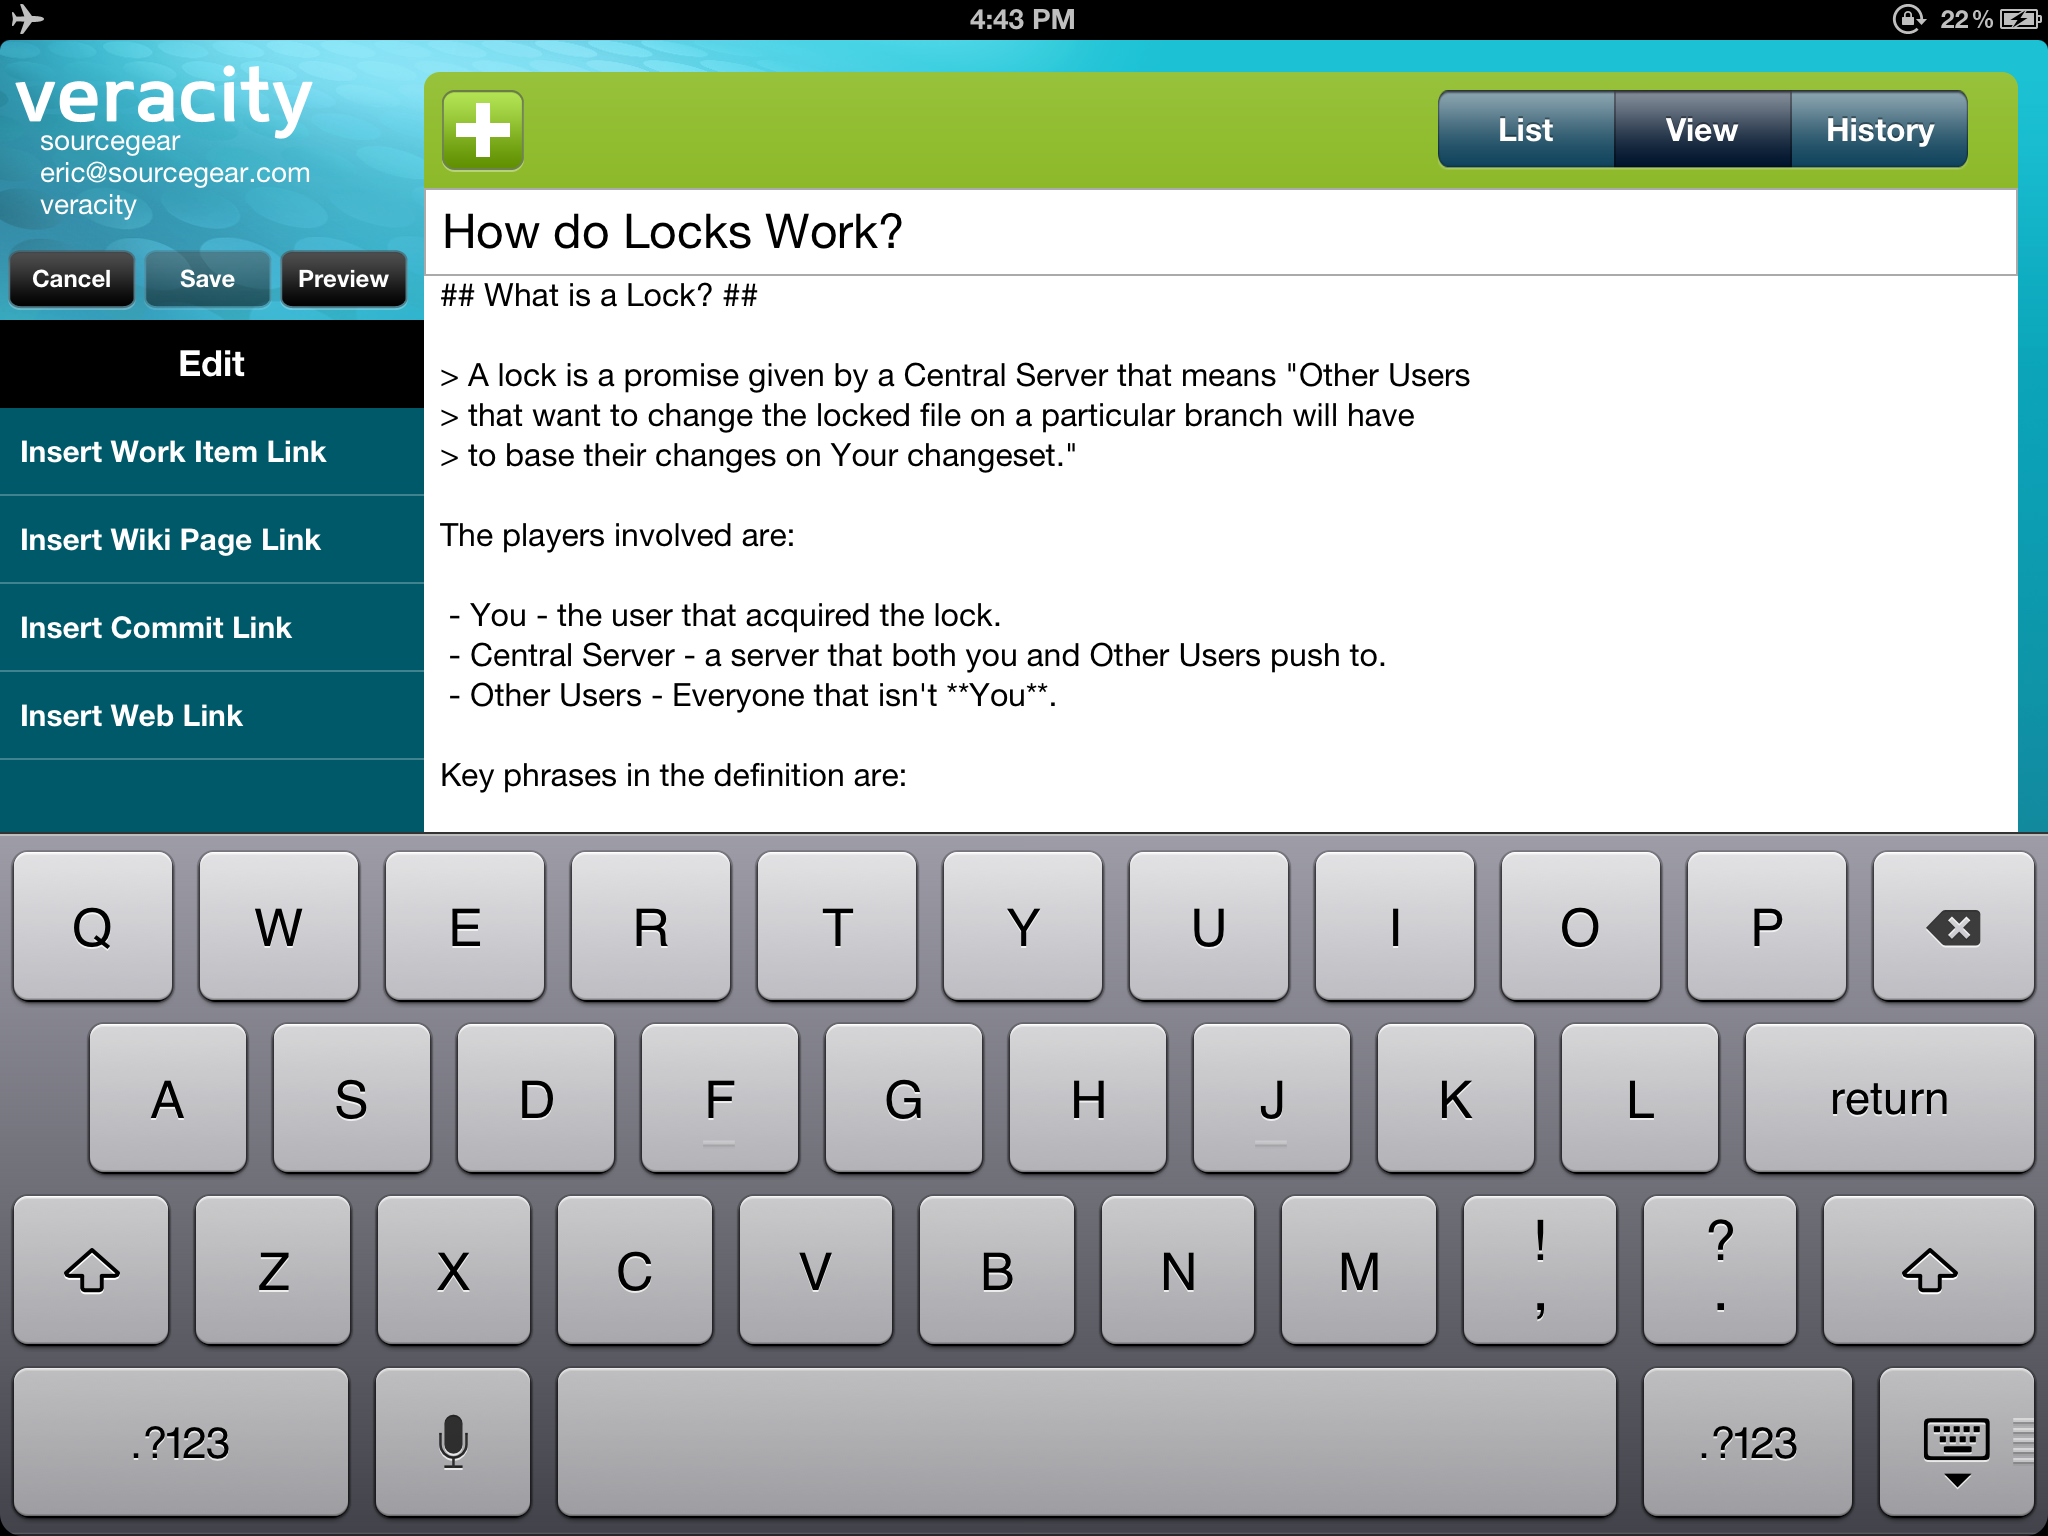 4:43 PM
22%
veracity
sourcegear
eric@sourcegear.com
veracity
Cancel
Save
Preview
Edit
Insert Work Item Link
Insert Wiki Page Link
Insert Commit Link
Insert Web Link
List
View
History
How do Locks Work?
## What is a Lock? ##
> A lock is a promise given by a Central Server that means "Other Users
> that want to change the locked file on a particular branch will have
> to base their changes on Your changeset."
The players involved are:
- You - the user that acquired the lock.
- Central Server - a server that both you and Other Users push to.
- Other Users - Everyone that isn't **You**.
Key phrases in the definition are:
Q W E R T Y U I O P
A S D F G H J K L return
Z X C V B N M ! , ? .
.?123 .?123